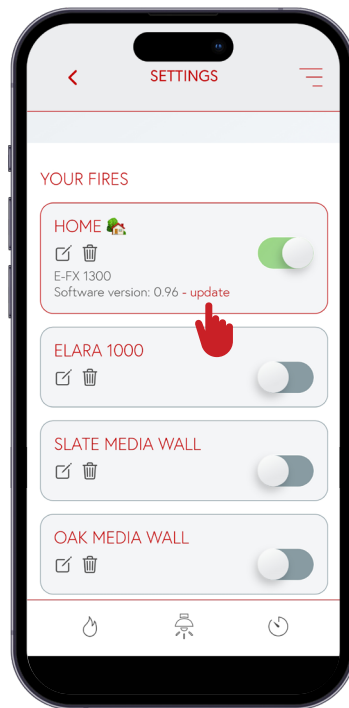 SETTINGS
YOUR FIRES
HOME 🏡
E-FX 1300
Software version: 0.96 - update
ELARA 1000
SLATE MEDIA WALL
OAK MEDIA WALL